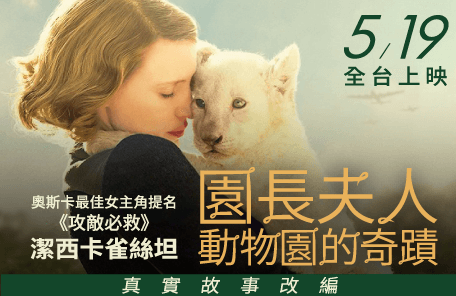 5/19
全台上映
奧斯卡最佳女主角提名
《攻敵必救》
潔西卡雀絲坦
園長夫人
動物園的奇蹟
真實故事改編